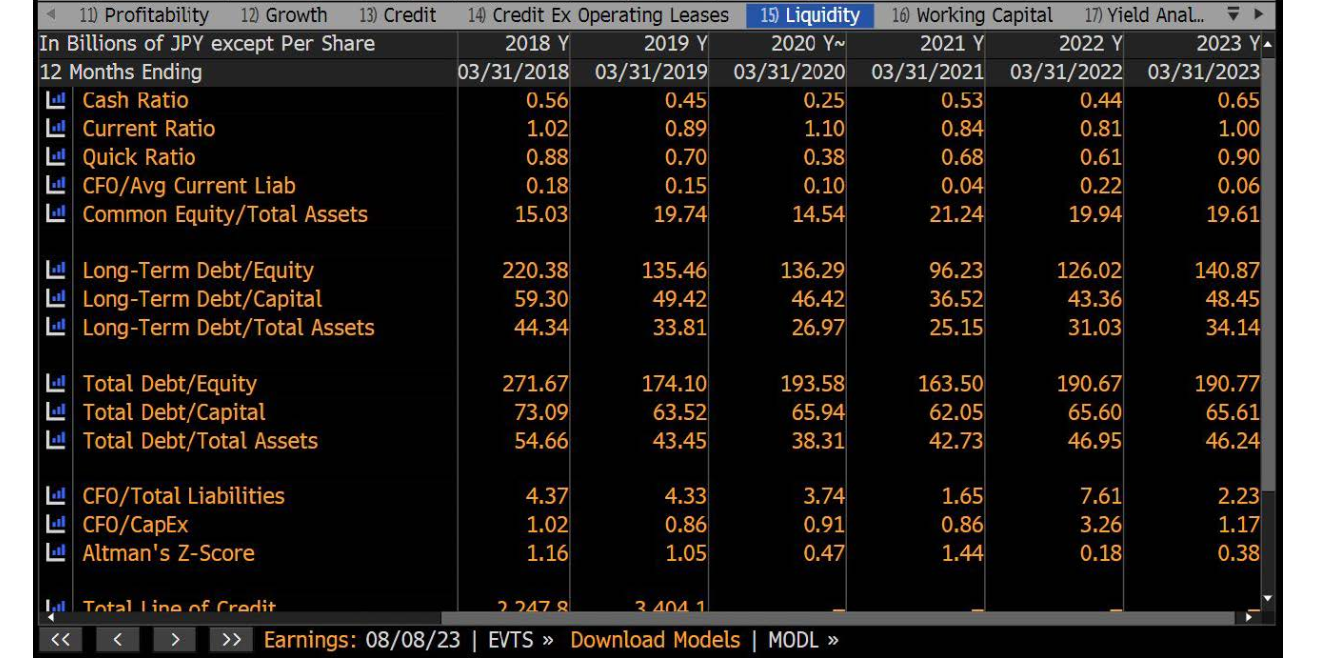 11) Profitability 12) Growth 13) Credit 14) Credit Ex Operating Leases 15) Liquidity 16) Working Capital 17) Yield Anal...
In Billions of JPY except Per Share 2018 Y 2019 Y 2020 Y~ 2021 Y 2022 Y 2023 Y
12 Months Ending 03/31/2018 03/31/2019 03/31/2020 03/31/2021 03/31/2022 03/31/2023
Cash Ratio 0.56 0.45 0.25 0.53 0.44 0.65
Current Ratio 1.02 0.89 1.10 0.84 0.81 1.00
Quick Ratio 0.88 0.70 0.38 0.68 0.61 0.90
CFO/Avg Current Liab 0.18 0.15 0.10 0.04 0.22 0.06
Common Equity/Total Assets 15.03 19.74 14.54 21.24 19.94 19.61
Long-Term Debt/Equity 220.38 135.46 136.29 96.23 126.02 140.87
Long-Term Debt/Capital 59.30 49.42 46.42 36.52 43.36 48.45
Long-Term Debt/Total Assets 44.34 33.81 26.97 25.15 31.03 34.14
Total Debt/Equity 271.67 174.10 193.58 163.50 190.67 190.77
Total Debt/Capital 73.09 63.52 65.94 62.05 65.60 65.61
Total Debt/Total Assets 54.66 43.45 38.31 42.73 46.95 46.24
CFO/Total Liabilities 4.37 4.33 3.74 1.65 7.61 2.23
CFO/CapEx 1.02 0.86 0.91 0.86 3.26 1.17
Altman's Z-Score 1.16 1.05 0.47 1.44 0.18 0.38
Total Line of Credit 2,247.8 3,404.1 – – – –
<< < > >> Earnings: 08/08/23 | EVTS » Download Models | MODL »